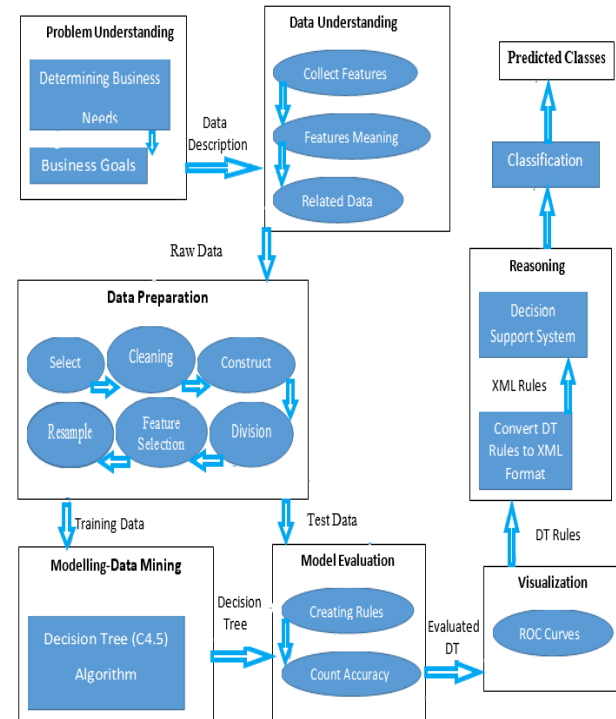 Problem Understanding
Determining Business
Needs
Business Goals
Data
Description
Data Understanding
Collect Features
Features Meaning
Related Data
Raw Data
Data Preparation
Select
Cleaning
Construct
Division
Feature
Selection
Resample
Training Data
Test Data
Modelling-Data Mining
Decision Tree (C4.5)
Algorithm
Decision
Tree
Model Evaluation
Creating Rules
Count Accuracy
Evaluated
DT
Visualization
ROC Curves
DT Rules
Reasoning
Convert DT
Rules to XML
Format
XML Rules
Decision
Support System
Classification
Predicted Classes